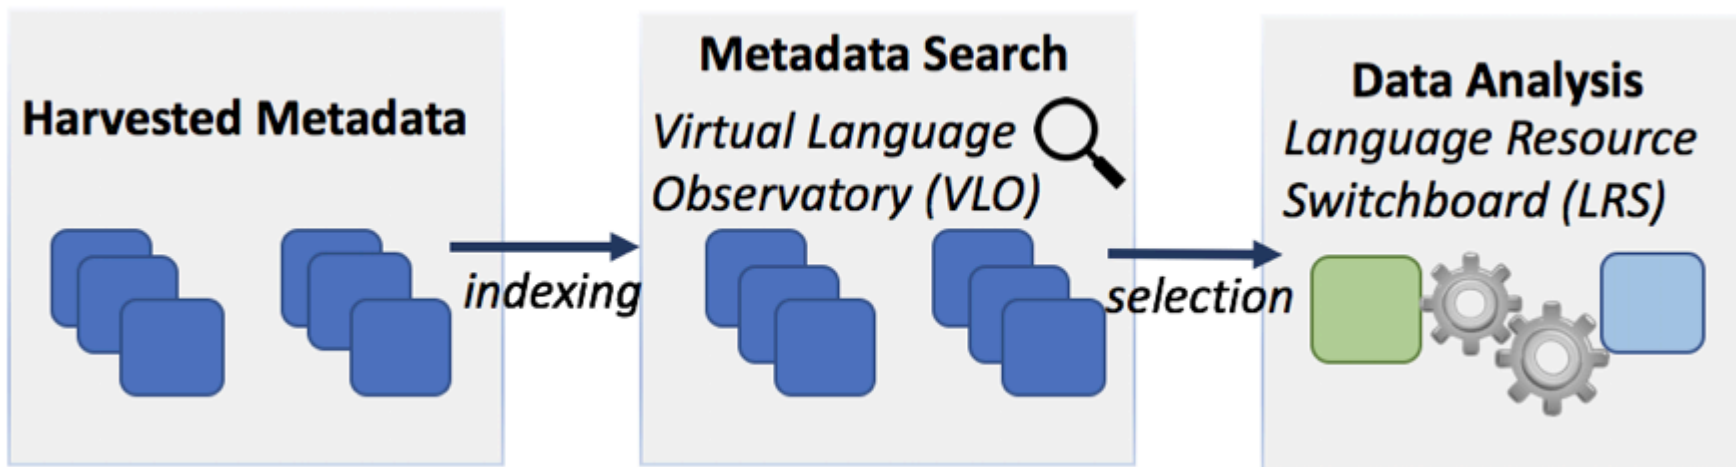 Harvested Metadata
indexing
Metadata Search
Virtual Language
Observatory (VLO)
selection
Data Analysis
Language Resource
Switchboard (LRS)